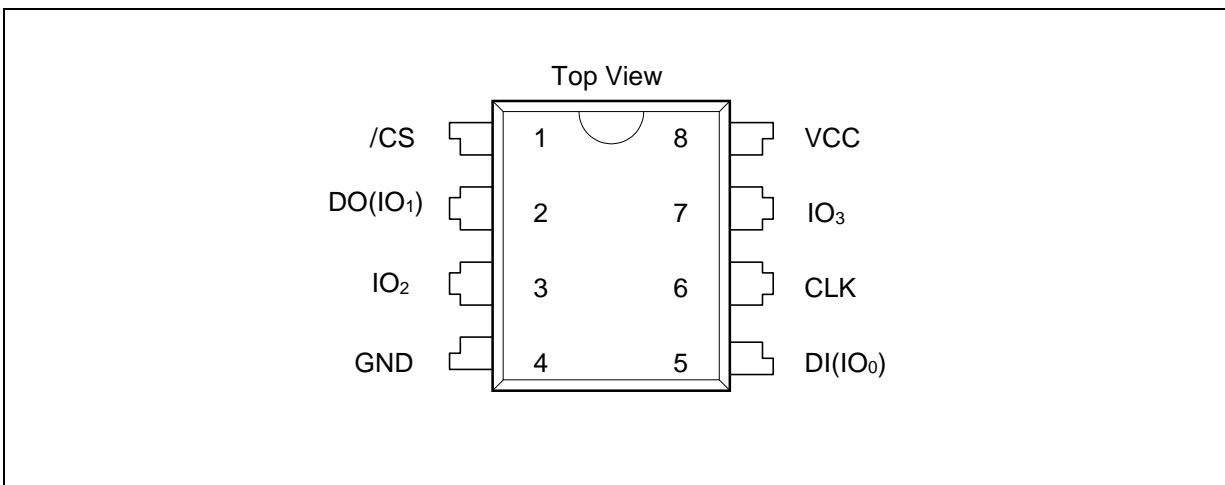 Top View
/CS 1 8 VCC
DO(IO₁) 2 7 IO₃
IO₂ 3 6 CLK
GND 4 5 DI(IO₀)